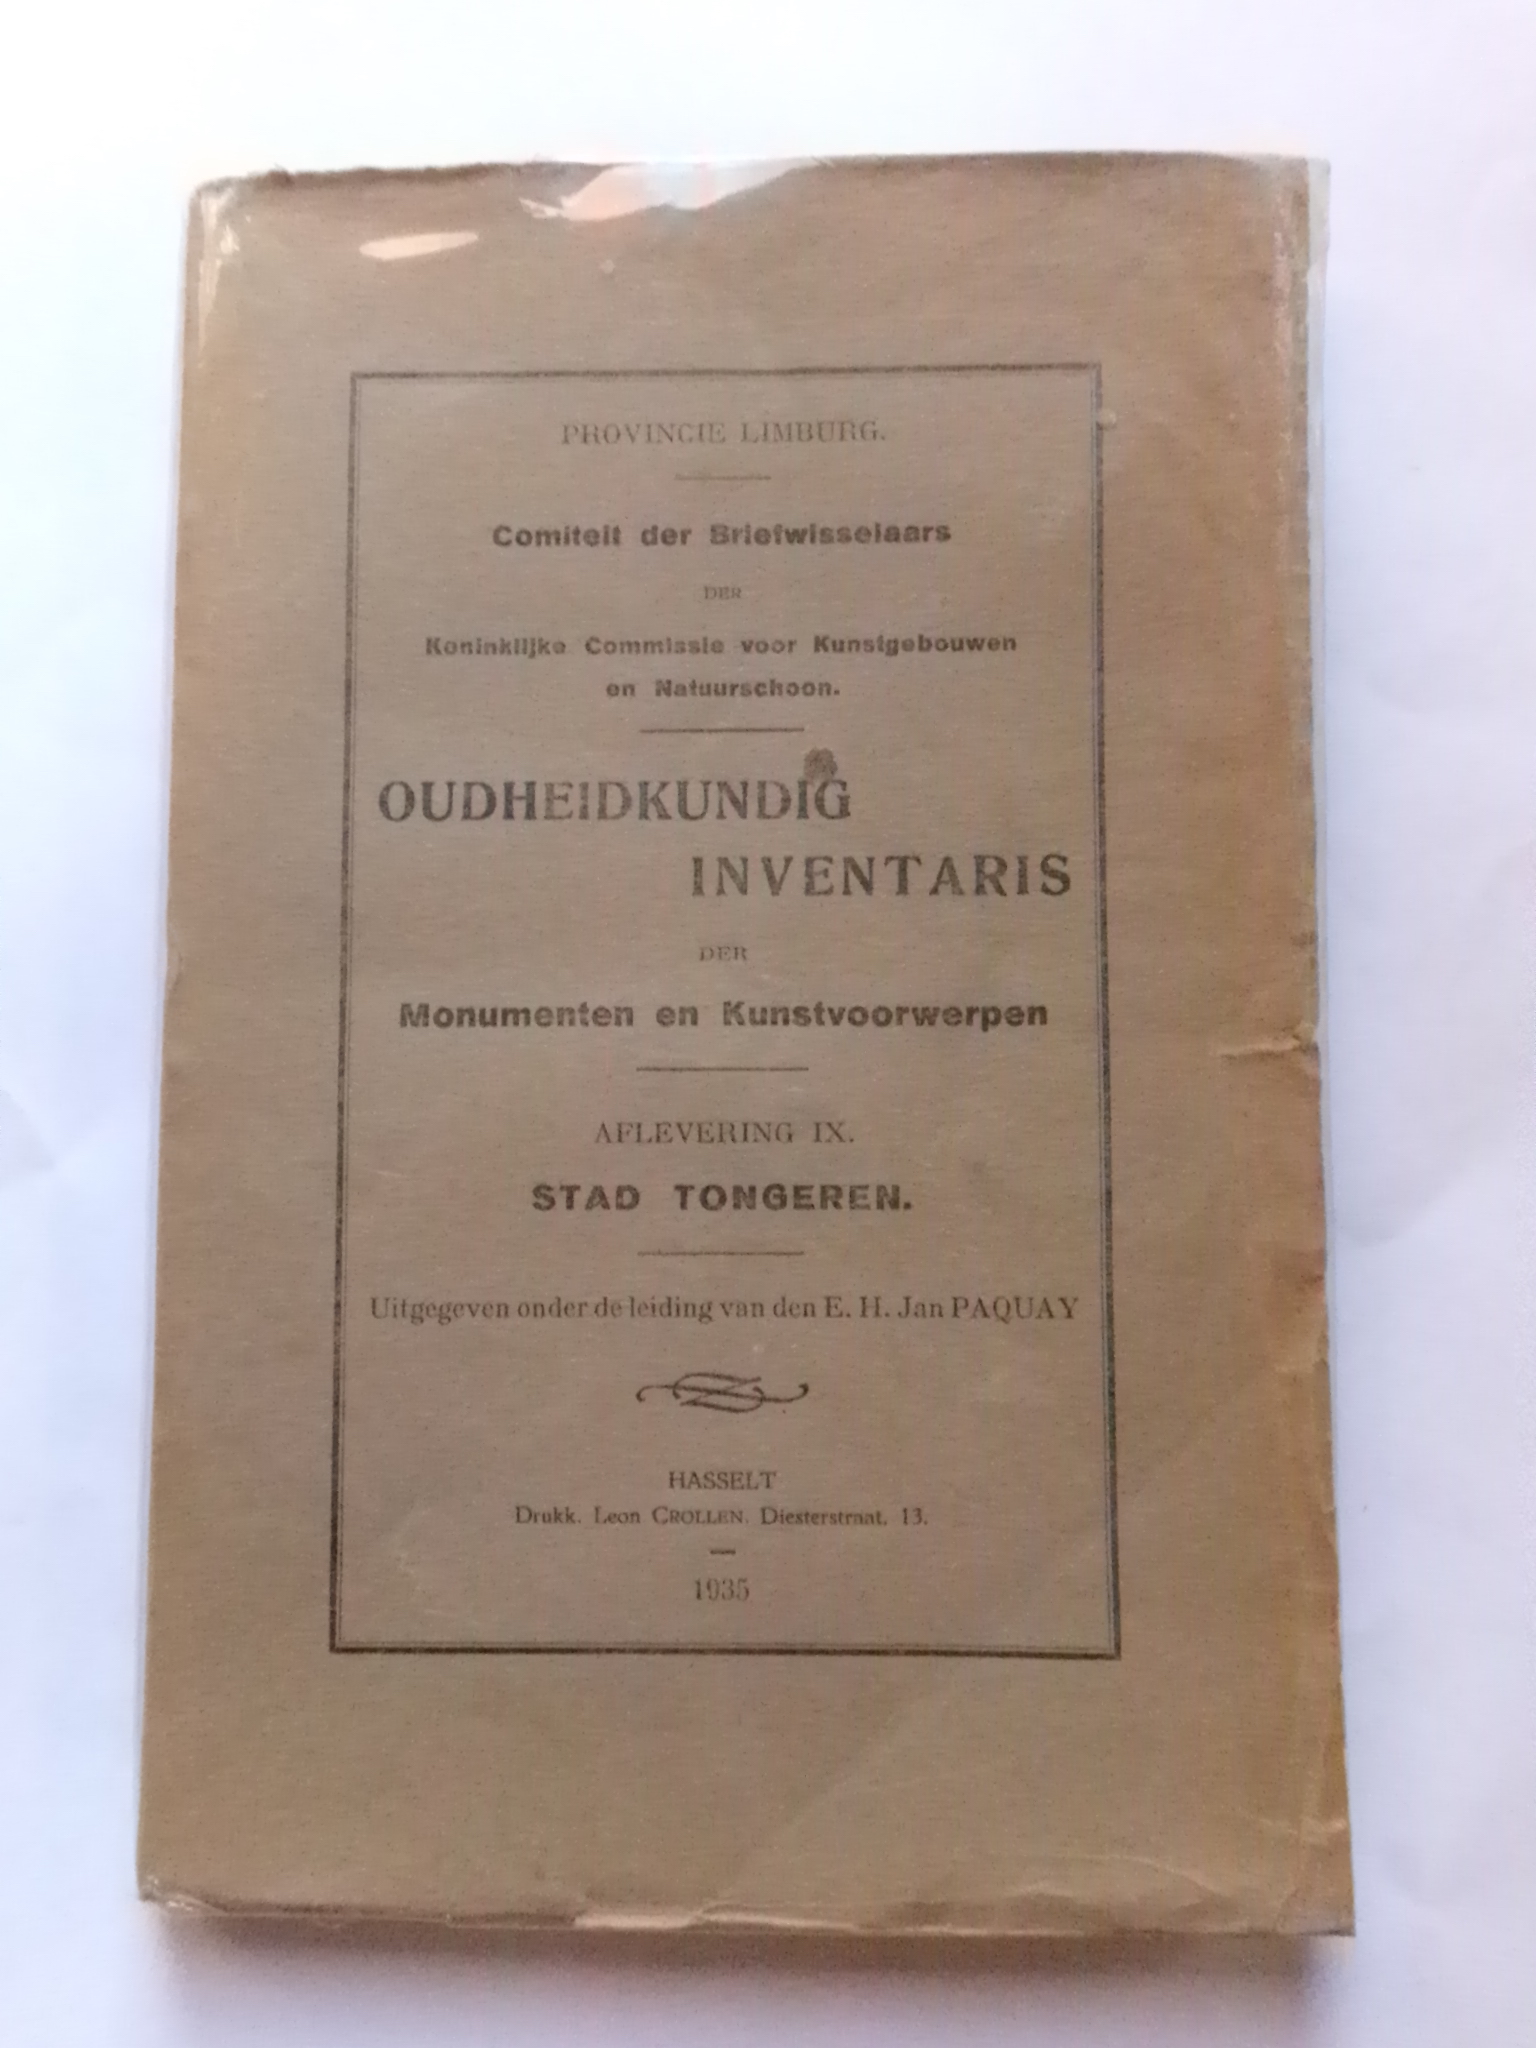 PROVINCIE LIMBURG.
Comiteit der Briefwisselaars
DER
Koninklijke Commissie voor Kunstgebouwen
en Natuurschoon.
OUDHEIDKUNDIG
INVENTARIS
DER
Monumenten en Kunstvoorwerpen
AFLEVERING IX.
STAD TONGEREN.
Uitgegeven onder de leiding van den E. H. Jan PAQUAY
HASSELT
Drukk. Leon CROLLEN, Diesterstraat, 13.
1935